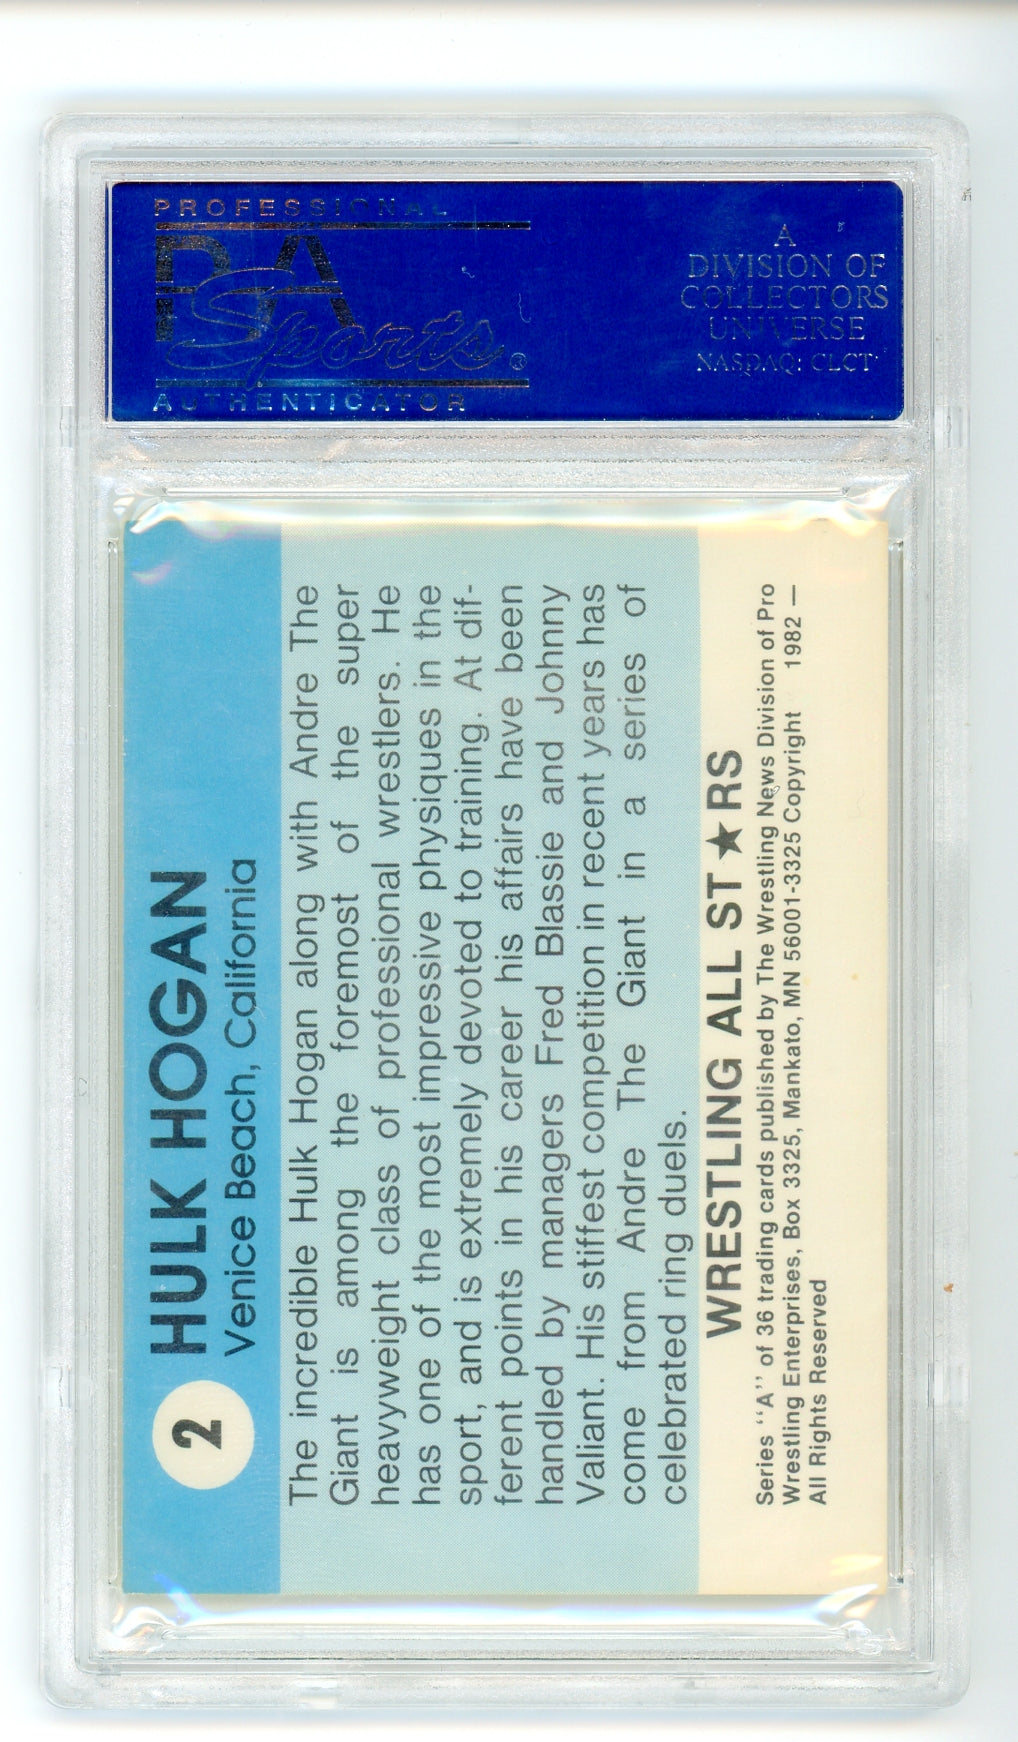 PROFESSIONAL
PSA
Sports®
AUTHENTICATOR
A
DIVISION OF
COLLECTORS
UNIVERSE
NASDAQ: CLCT
2
HULK HOGAN
Venice Beach, California
The incredible Hulk Hogan along with Andre The
Giant is among the foremost of the super
heavyweight class of professional wrestlers. He
has one of the most impressive physiques in the
sport, and is extremely devoted to training. At dif-
ferent points in his career his affairs have been
handled by managers Fred Blassie and Johnny
Valiant. His stiffest competition in recent years has
come from Andre The Giant in a series of
celebrated ring duels.
WRESTLING ALL ST★RS
Series "A" of 36 trading cards published by The Wrestling News Division of Pro
Wrestling Enterprises, Box 3325, Mankato, MN 56001-3325 Copyright 1982 —
All Rights Reserved